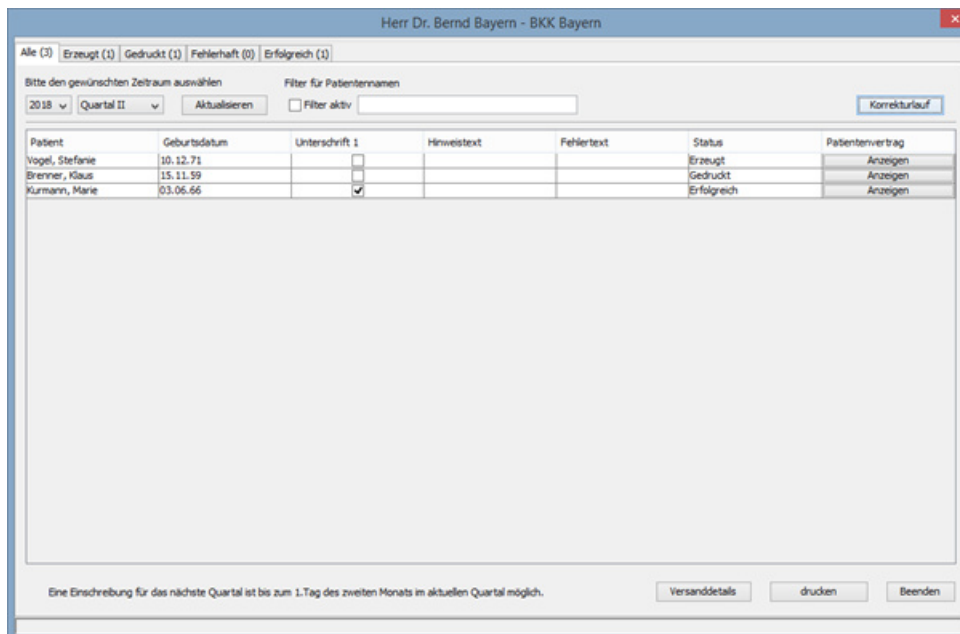 Herr Dr. Bernd Bayern - BKK Bayern
Alle (3) Erzeugt (1) Gedruckt (1) Fehlerhaft (0) Erfolgreich (1)
Bitte den gewünschten Zeitraum auswählen Filter für Patientennamen
2018 Quartal II Aktualisieren Filter aktiv Korrekturlauf
Patient Geburtsdatum Unterschrift 1 Hinweistext Fehlertext Status Patientenvertrag
Vogel, Stefanie 10.12.71 Erzeugt Anzeigen
Brenner, Klaus 15.11.59 Gedruckt Anzeigen
Kurmann, Marie 03.06.66 Erfolgreich Anzeigen
Eine Einschreibung für das nächste Quartal ist bis zum 1.Tag des zweiten Monats im aktuellen Quartal möglich. Versanddetails drucken Beenden